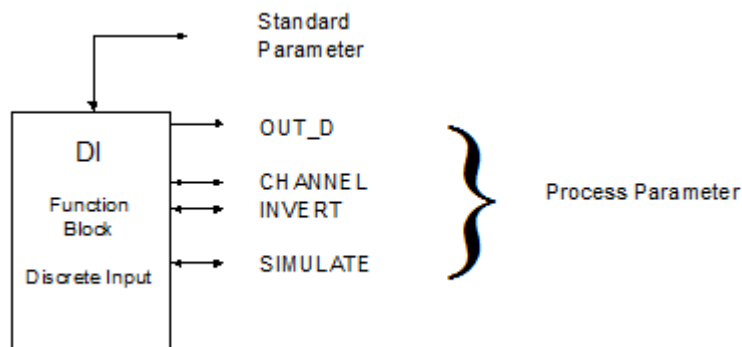 Standard
Parameter
DI
Function
Block
Discrete Input
OUT_D
CHANNEL
INVERT
SIMULATE
Process Parameter